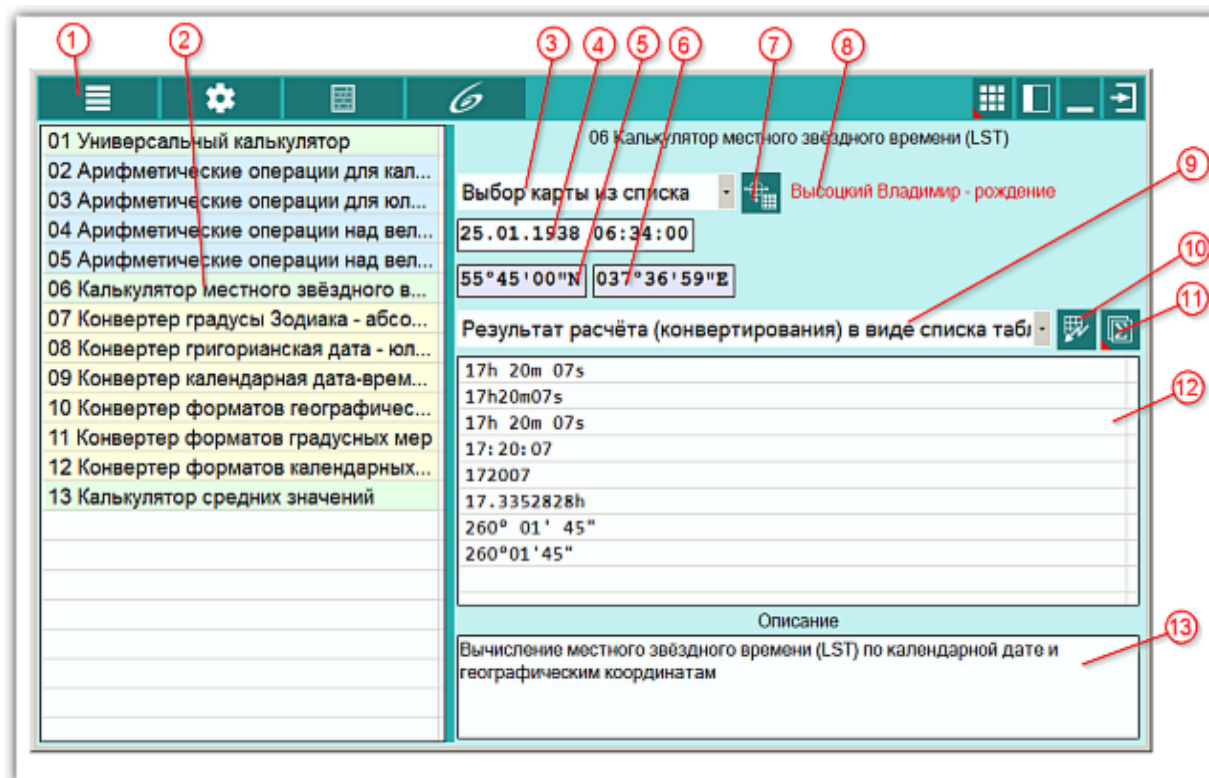 1 2 3 4 5 6 7 8
06 Калькулятор местного звёздного времени (LST)
01 Универсальный калькулятор
02 Арифметические операции для кал...
03 Арифметические операции для юл...
04 Арифметические операции над вел...
05 Арифметические операции над вел...
06 Калькулятор местного звёздного в...
07 Конвертер градусы Зодиака - абсо...
08 Конвертер григорианская дата - юл...
09 Конвертер календарная дата-врем...
10 Конвертер форматов географичес...
11 Конвертер форматов градусных мер
12 Конвертер форматов календарных...
13 Калькулятор средних значений
Выбор карты из списка
Высоцкий Владимир - рождение
9
25.01.1938 06:34:00
10
55°45'00"N 037°36'59"E
11
Результат расчёта (конвертирования) в виде списка табл
17h 20m 07s
12
17h20m07s
17h 20m 07s
17:20:07
172007
17.3352828h
260° 01' 45"
260°01'45"
Описание
13
Вычисление местного звёздного времени (LST) по календарной дате и
географическим координатам